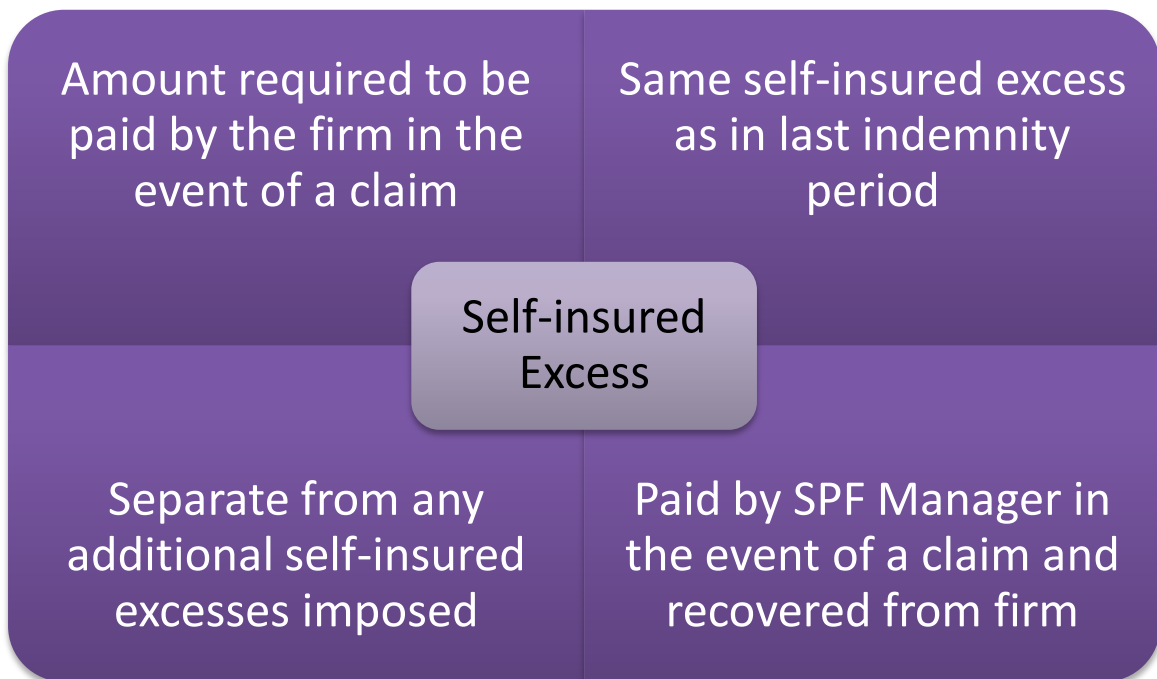 Amount required to be
paid by the firm in the
event of a claim
Same self-insured excess
as in last indemnity
period
Self-insured
Excess
Separate from any
additional self-insured
excesses imposed
Paid by SPF Manager in
the event of a claim and
recovered from firm